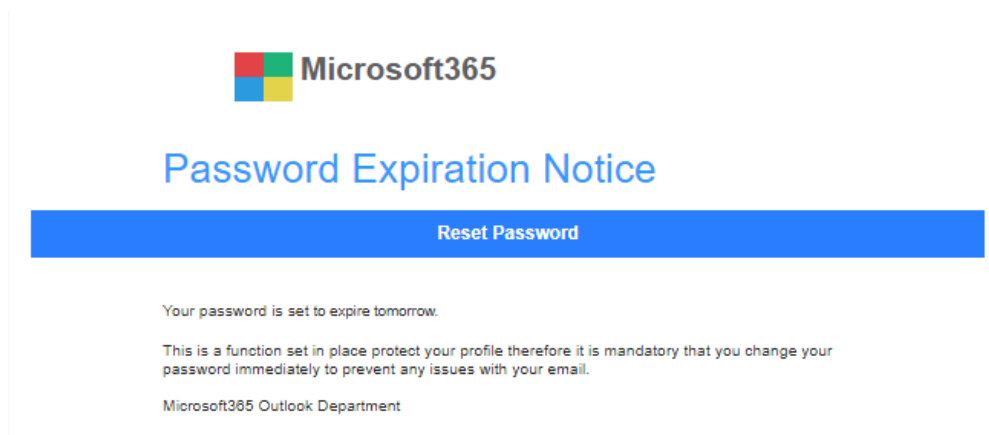 Microsoft365
Password Expiration Notice
Reset Password
Your password is set to expire tomorrow.
This is a function set in place protect your profile therefore it is mandatory that you change your
password immediately to prevent any issues with your email.
Microsoft365 Outlook Department